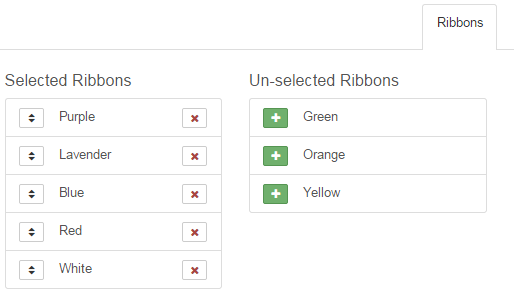 Ribbons
Selected Ribbons
Purple
Lavender
Blue
Red
White
Un-selected Ribbons
Green
Orange
Yellow